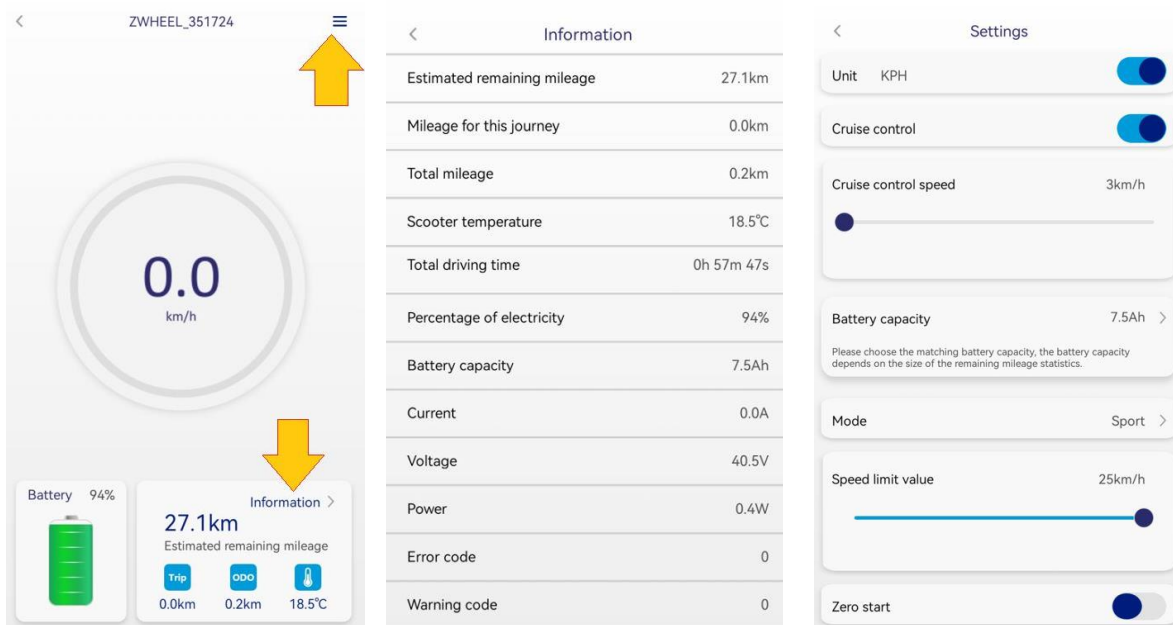 ZWHEEL_351724
0.0
km/h
Battery 94%
Information
27.1km
Estimated remaining mileage
Trip ODO
0.0km 0.2km 18.5℃
Information
Estimated remaining mileage 27.1km
Mileage for this journey 0.0km
Total mileage 0.2km
Scooter temperature 18.5℃
Total driving time 0h 57m 47s
Percentage of electricity 94%
Battery capacity 7.5Ah
Current 0.0A
Voltage 40.5V
Power 0.4W
Error code 0
Warning code 0
Settings
Unit KPH
Cruise control
Cruise control speed 3km/h
Battery capacity 7.5Ah
Please choose the matching battery capacity, the battery capacity
depends on the size of the remaining mileage statistics.
Mode Sport
Speed limit value 25km/h
Zero start